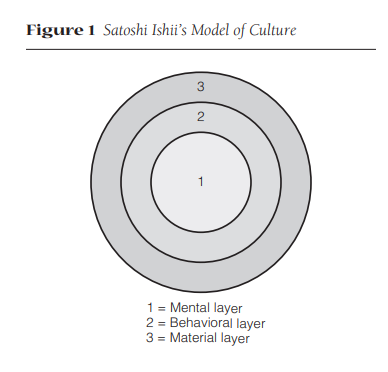 Figure 1 Satoshi Ishii's Model of Culture
3
2
1
1 = Mental layer
2 = Behavioral layer
3 = Material layer